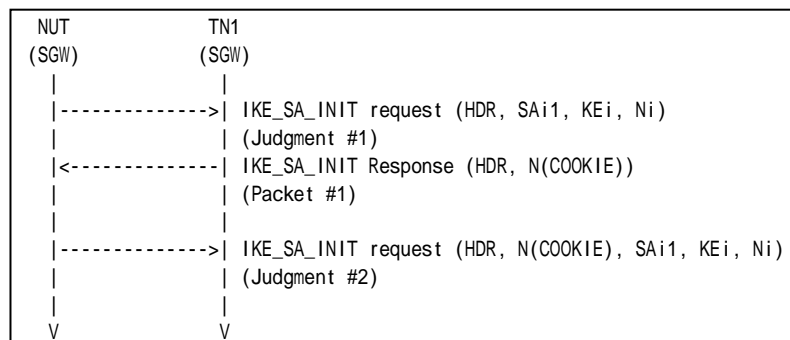 NUT TN1
(SGW) (SGW)
| |
|-------------->| IKE_SA_INIT request (HDR, SAi1, KEi, Ni)
| | (Judgment #1)
|<--------------| IKE_SA_INIT Response (HDR, N(COOKIE))
| | (Packet #1)
| |
|-------------->| IKE_SA_INIT request (HDR, N(COOKIE), SAi1, KEi, Ni)
| | (Judgment #2)
| |
V V